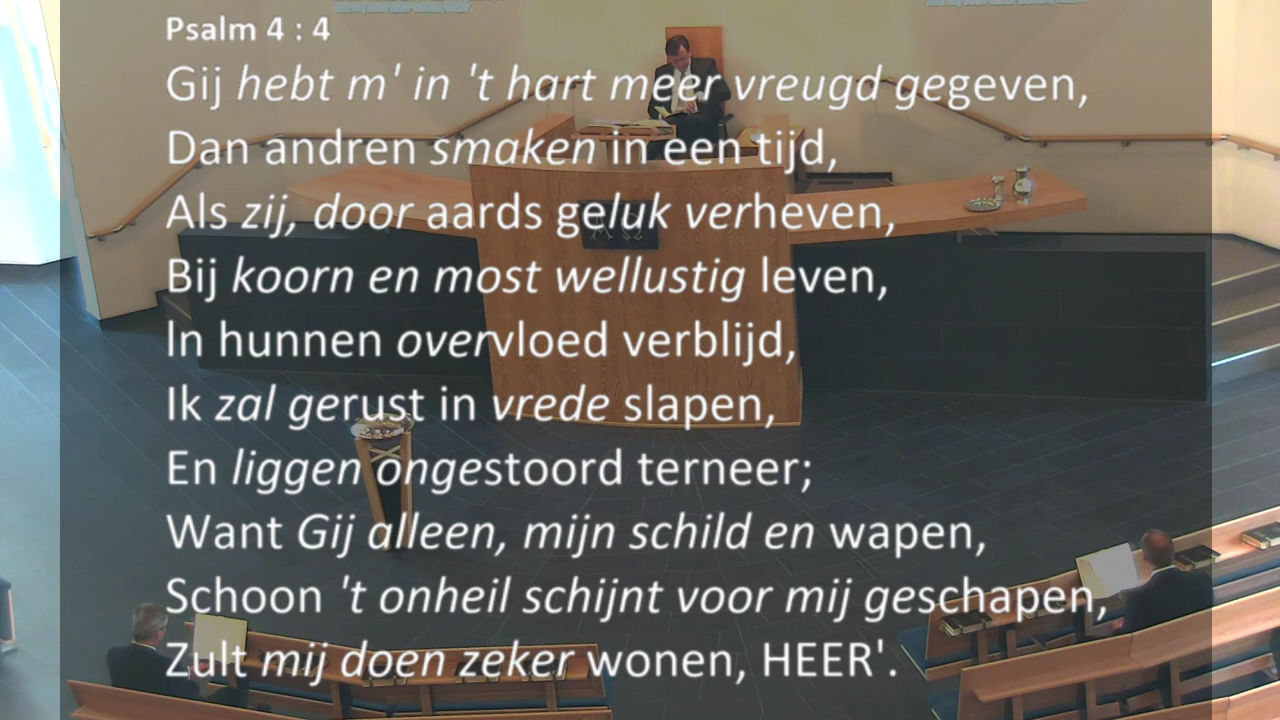 Psalm 4 : 4
Gij hebt m' in 't hart meer vreugd gegeven,
Dan andren smaken in een tijd,
Als zij, door aards geluk verheven,
Bij koorn en most wellustig leven,
In hunnen overvloed verblijd,
Ik zal gerust in vrede slapen,
En liggen ongestoord terneer;
Want Gij alleen, mijn schild en wapen,
Schoon 't onheil schijnt voor mij geschapen,
Zult mij doen zeker wonen, HEER'.